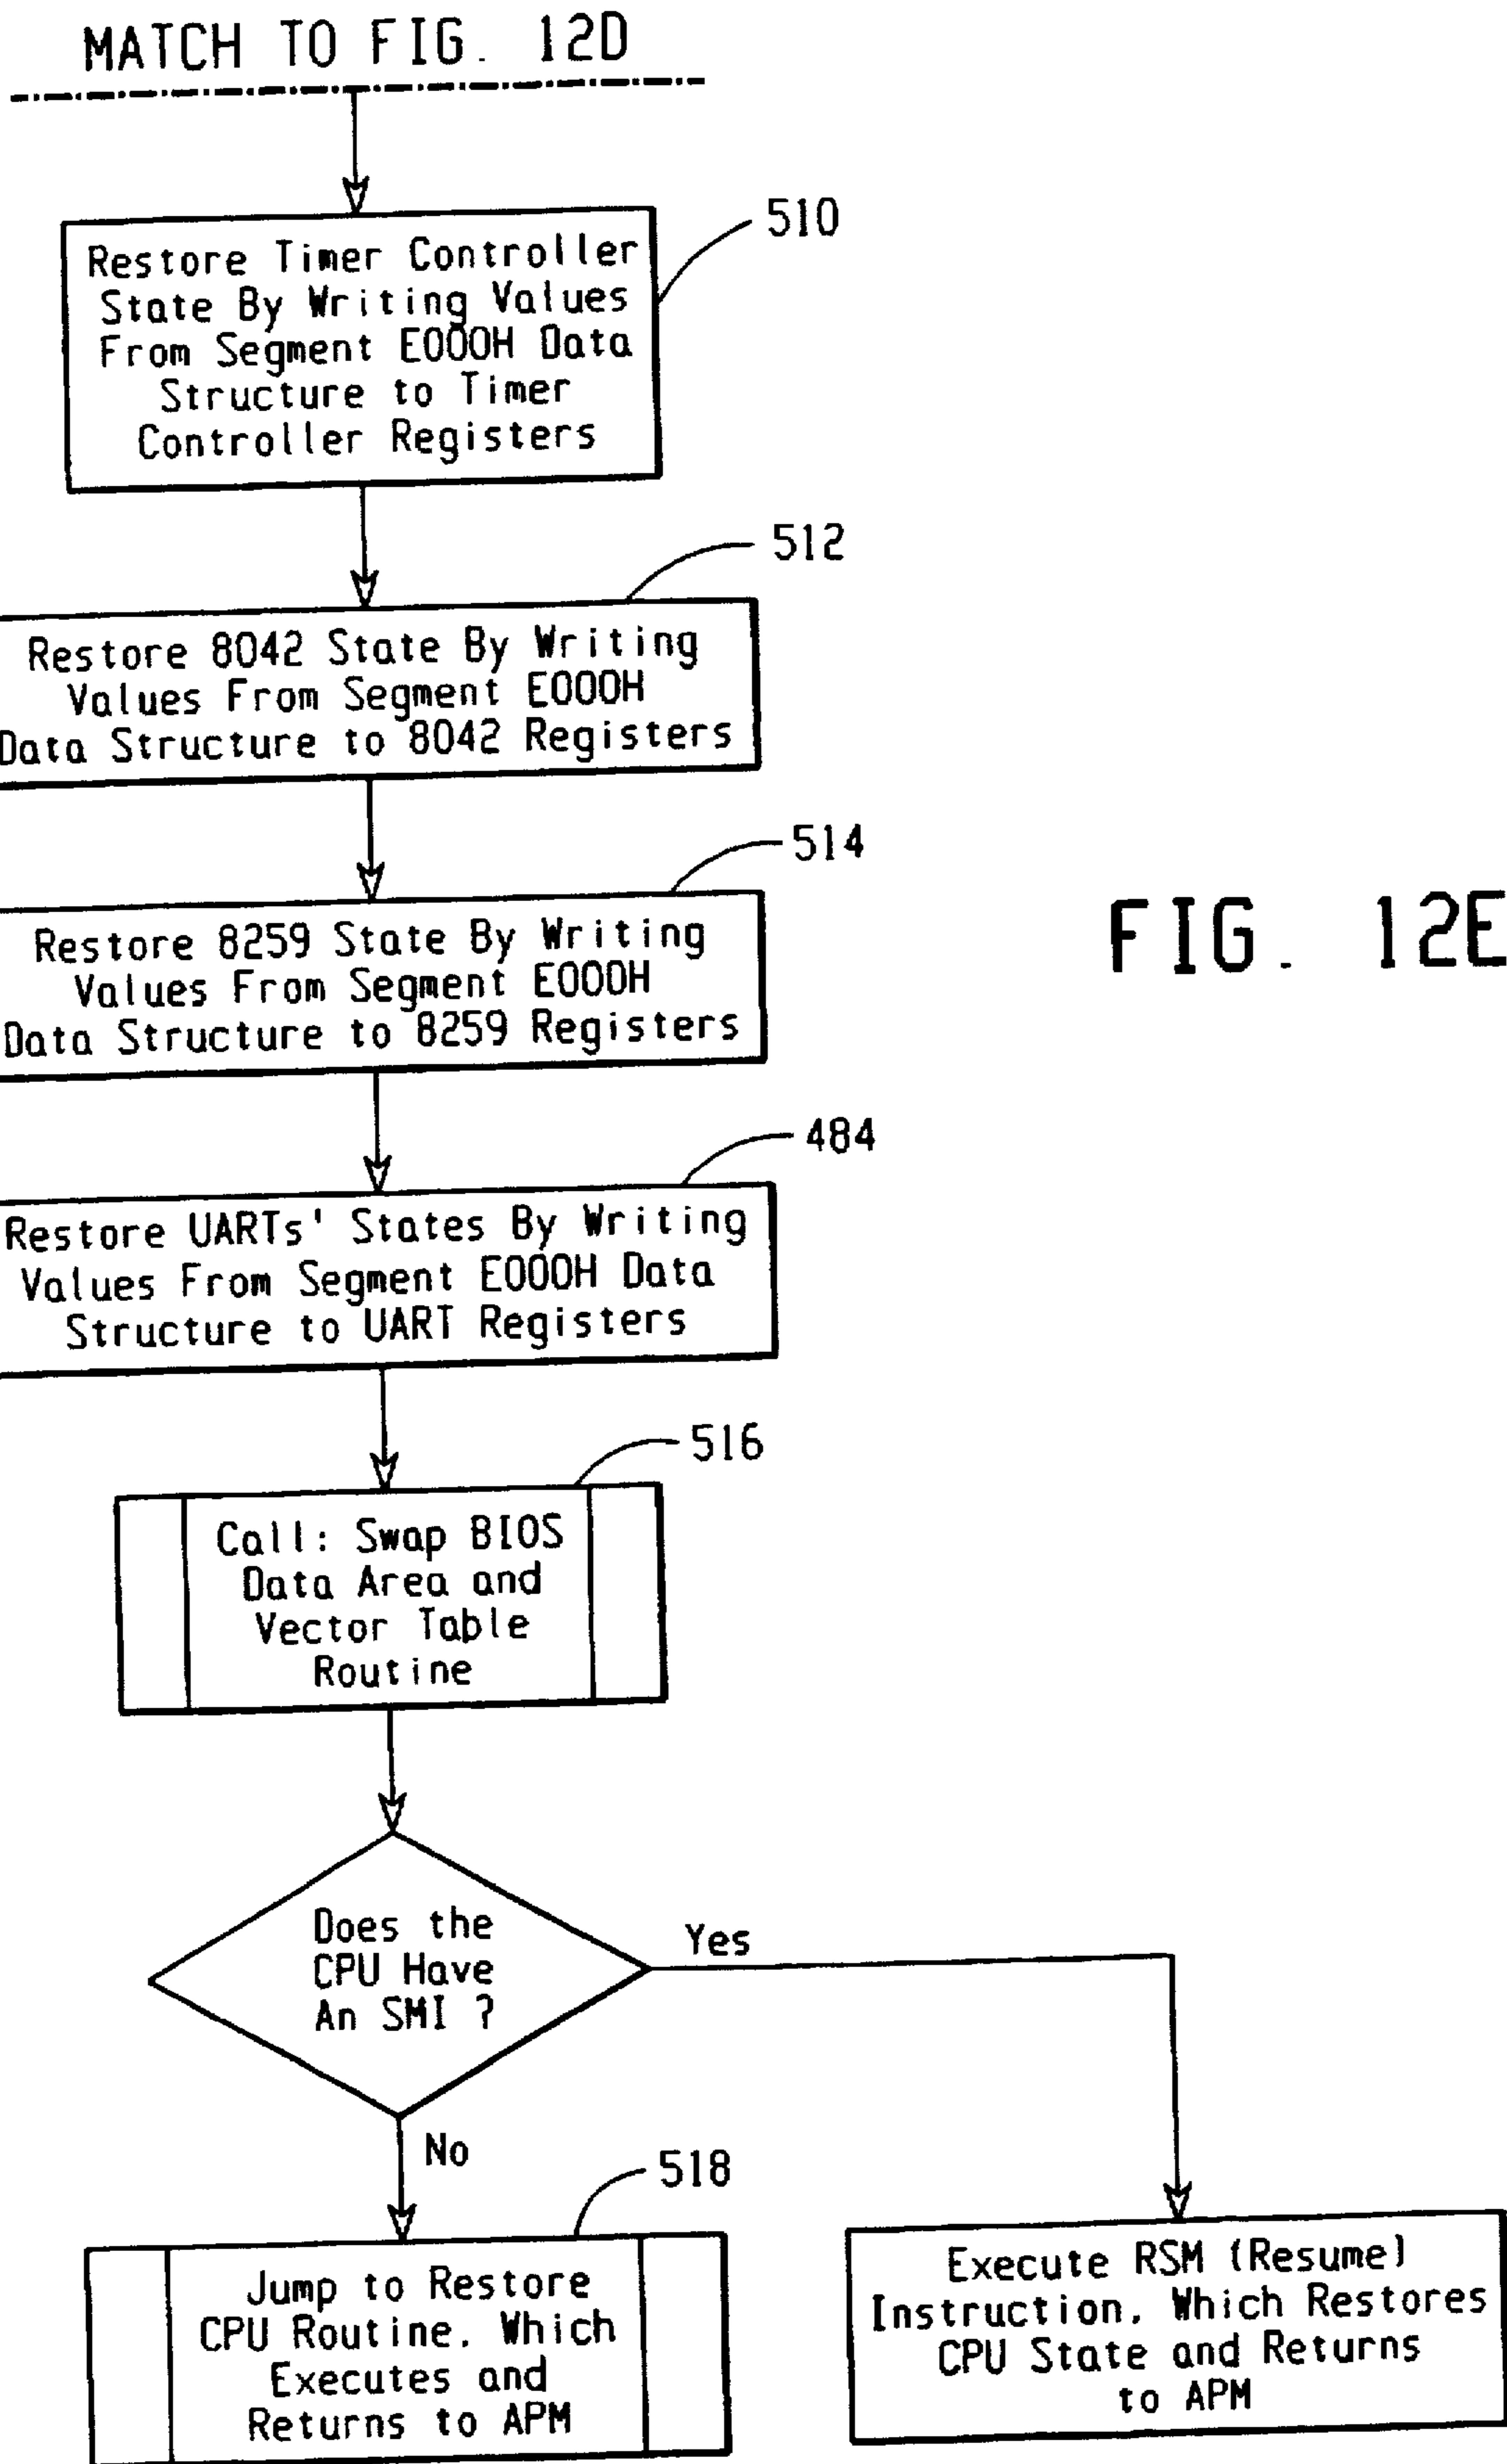 MATCH TO FIG. 12D
510
Restore Timer Controller
State By Writing Values
From Segment E000H Data
Structure to Timer
Controller Registers
512
Restore 8042 State By Writing
Values From Segment E000H
Data Structure to 8042 Registers
514
Restore 8259 State By Writing
Values From Segment E000H
Data Structure to 8259 Registers
FIG. 12E
484
Restore UARTs' States By Writing
Values From Segment E000H Data
Structure to UART Registers
516
Call: Swap BIOS
Data Area and
Vector Table
Routine
Does the
CPU Have
An SMI ?
Yes
No
518
Jump to Restore
CPU Routine. Which
Executes and
Returns to APM
Execute RSM (Resume)
Instruction. Which Restores
CPU State and Returns
to APM